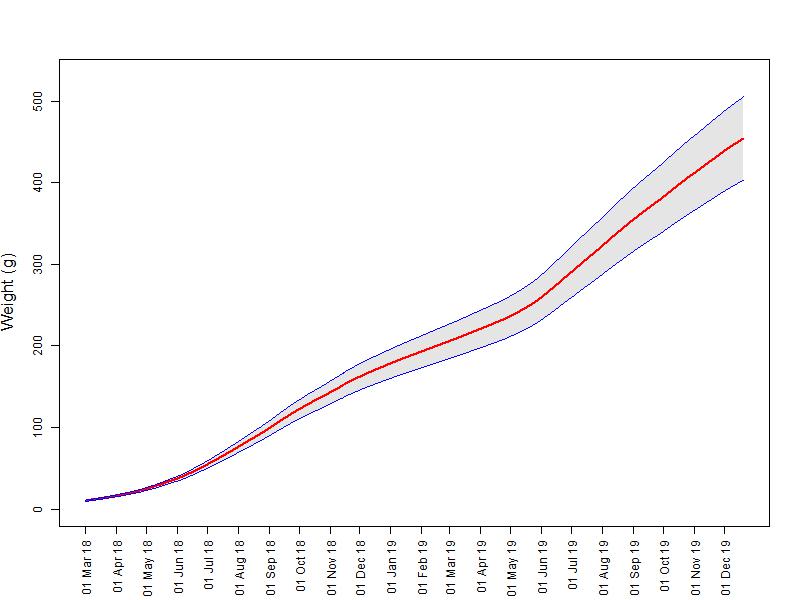 Weight (g)
500
400
300
200
100
0
01 Mar 18
01 Apr 18
01 May 18
01 Jun 18
01 Jul 18
01 Aug 18
01 Sep 18
01 Oct 18
01 Nov 18
01 Dec 18
01 Jan 19
01 Feb 19
01 Mar 19
01 Apr 19
01 May 19
01 Jun 19
01 Jul 19
01 Aug 19
01 Sep 19
01 Oct 19
01 Nov 19
01 Dec 19